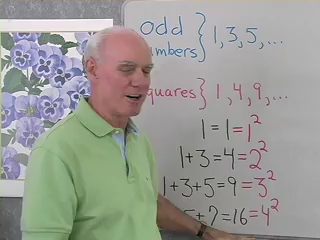 odd
numbers } 1, 3, 5, ...
squares } 1, 4, 9, ...
1 = 1 = 1²
1 + 3 = 4 = 2²
1 + 3 + 5 = 9 = 3²
5 + 7 = 16 = 4²